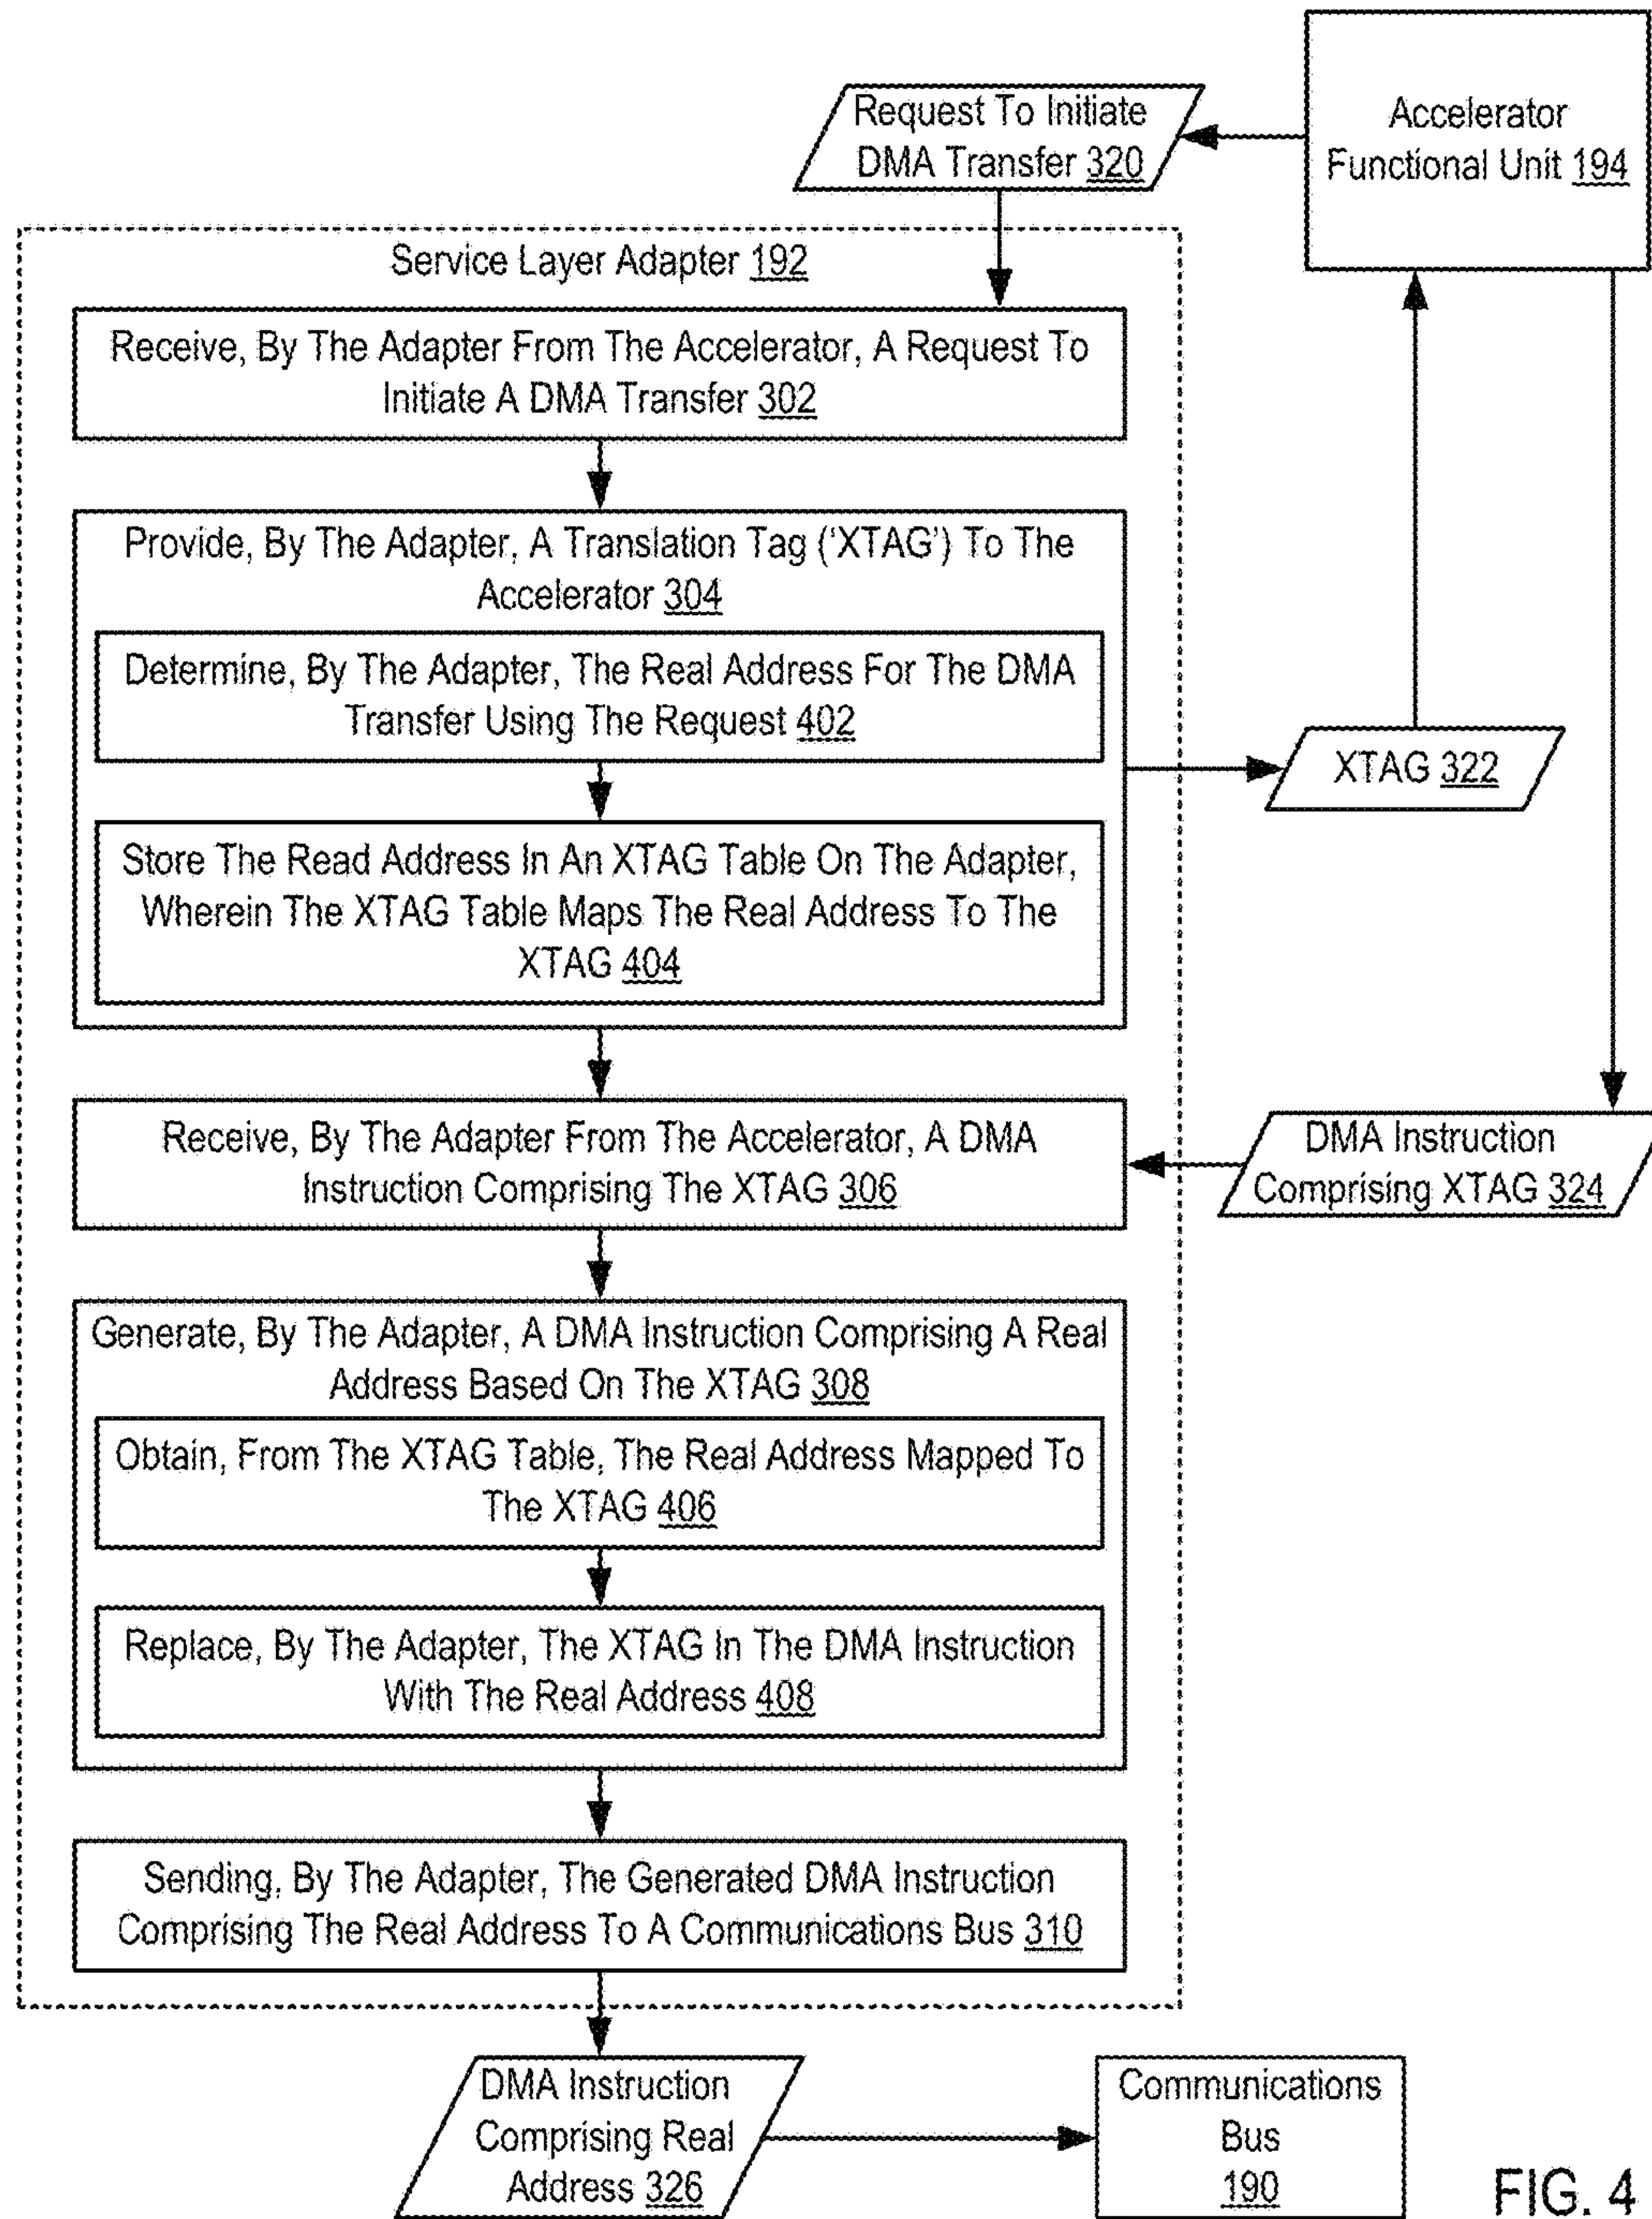 Request To Initiate
DMA Transfer 320
Accelerator
Functional Unit 194
Service Layer Adapter 192
Receive, By The Adapter From The Accelerator, A Request To
Initiate A DMA Transfer 302
Provide, By The Adapter, A Translation Tag (‘XTAG’) To The
Accelerator 304
Determine, By The Adapter, The Real Address For The DMA
Transfer Using The Request 402
XTAG 322
Store The Read Address In An XTAG Table On The Adapter,
Wherein The XTAG Table Maps The Real Address To The
XTAG 404
Receive, By The Adapter From The Accelerator, A DMA
Instruction Comprising The XTAG 306
DMA Instruction
Comprising XTAG 324
Generate, By The Adapter, A DMA Instruction Comprising A Real
Address Based On The XTAG 308
Obtain, From The XTAG Table, The Real Address Mapped To
The XTAG 406
Replace, By The Adapter, The XTAG In The DMA Instruction
With The Real Address 408
Sending, By The Adapter, The Generated DMA Instruction
Comprising The Real Address To A Communications Bus 310
DMA Instruction
Comprising Real
Address 326
Communications
Bus
190
FIG. 4